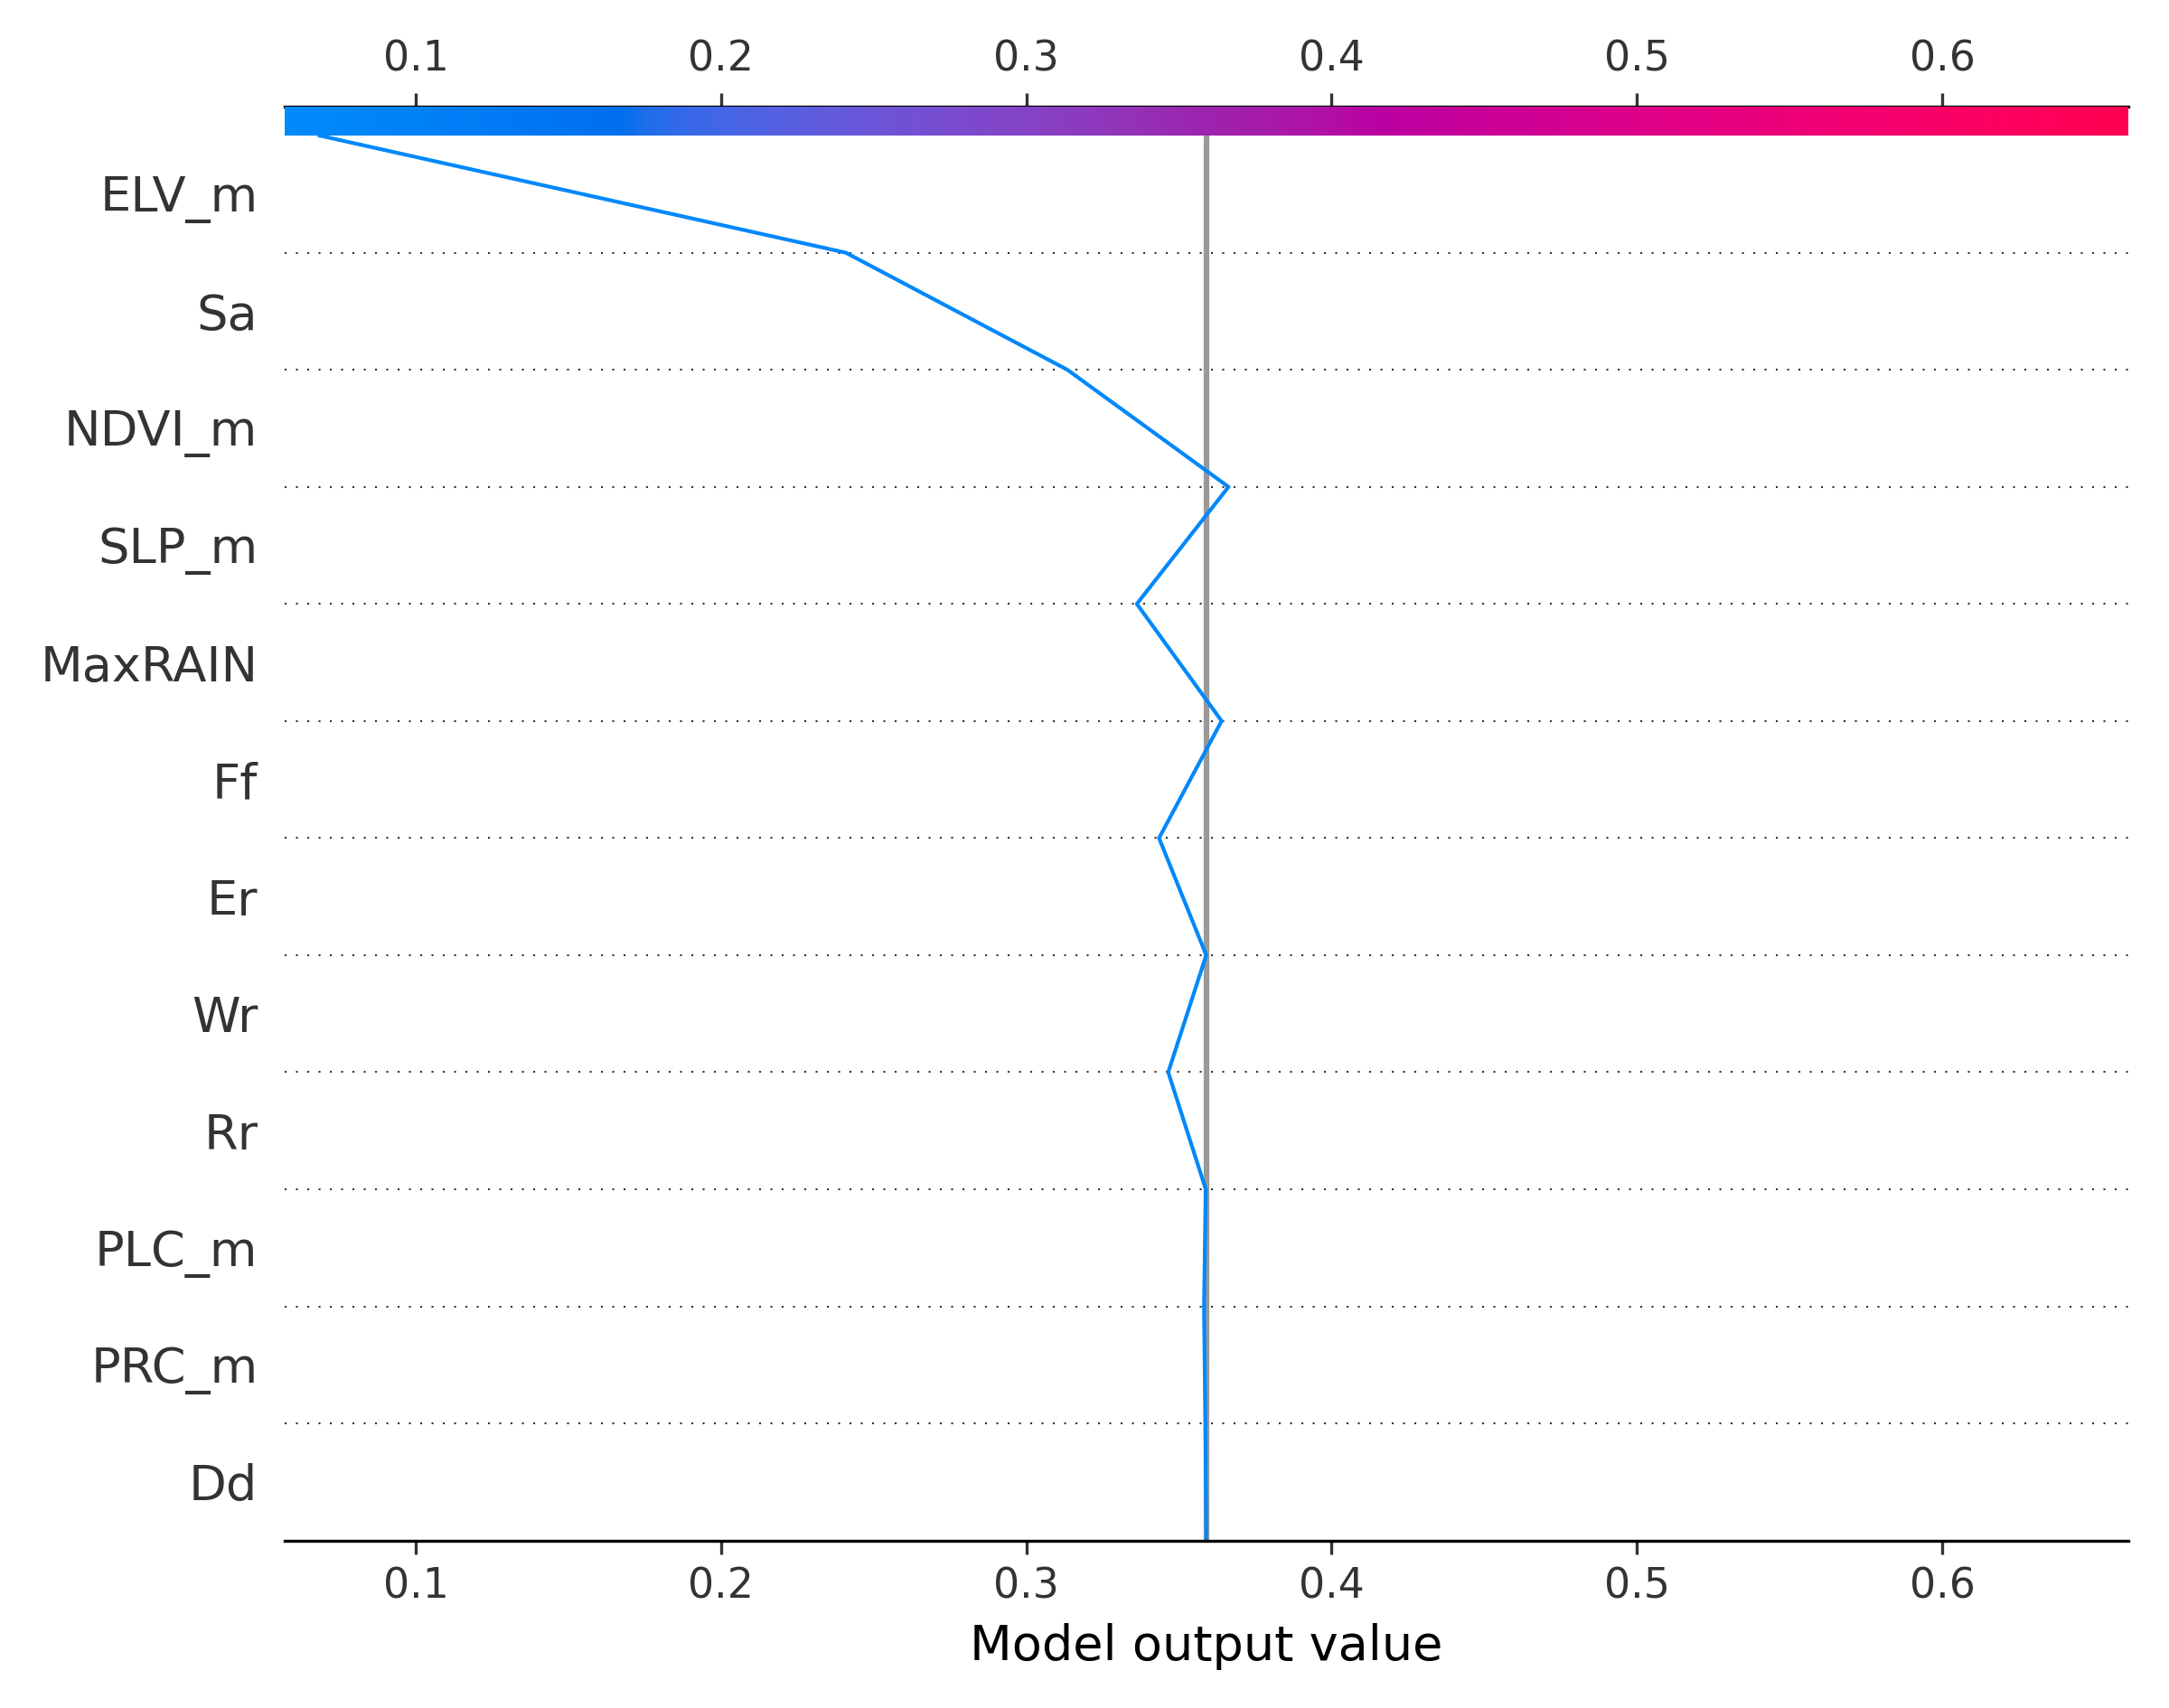 0.1 0.2 0.3 0.4 0.5 0.6
ELV_m
Sa
NDVI_m
SLP_m
MaxRAIN
Ff
Er
Wr
Rr
PLC_m
PRC_m
Dd
0.1 0.2 0.3 0.4 0.5 0.6
Model output value